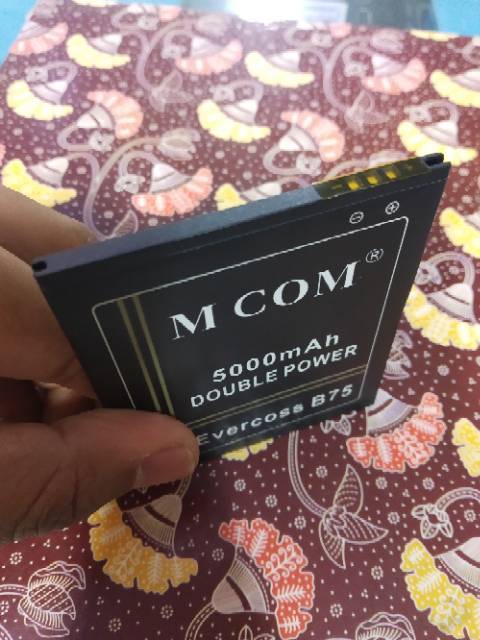 ⊖ ⊕
M COM ®
5000mAh
DOUBLE POWER
Evercoss B75